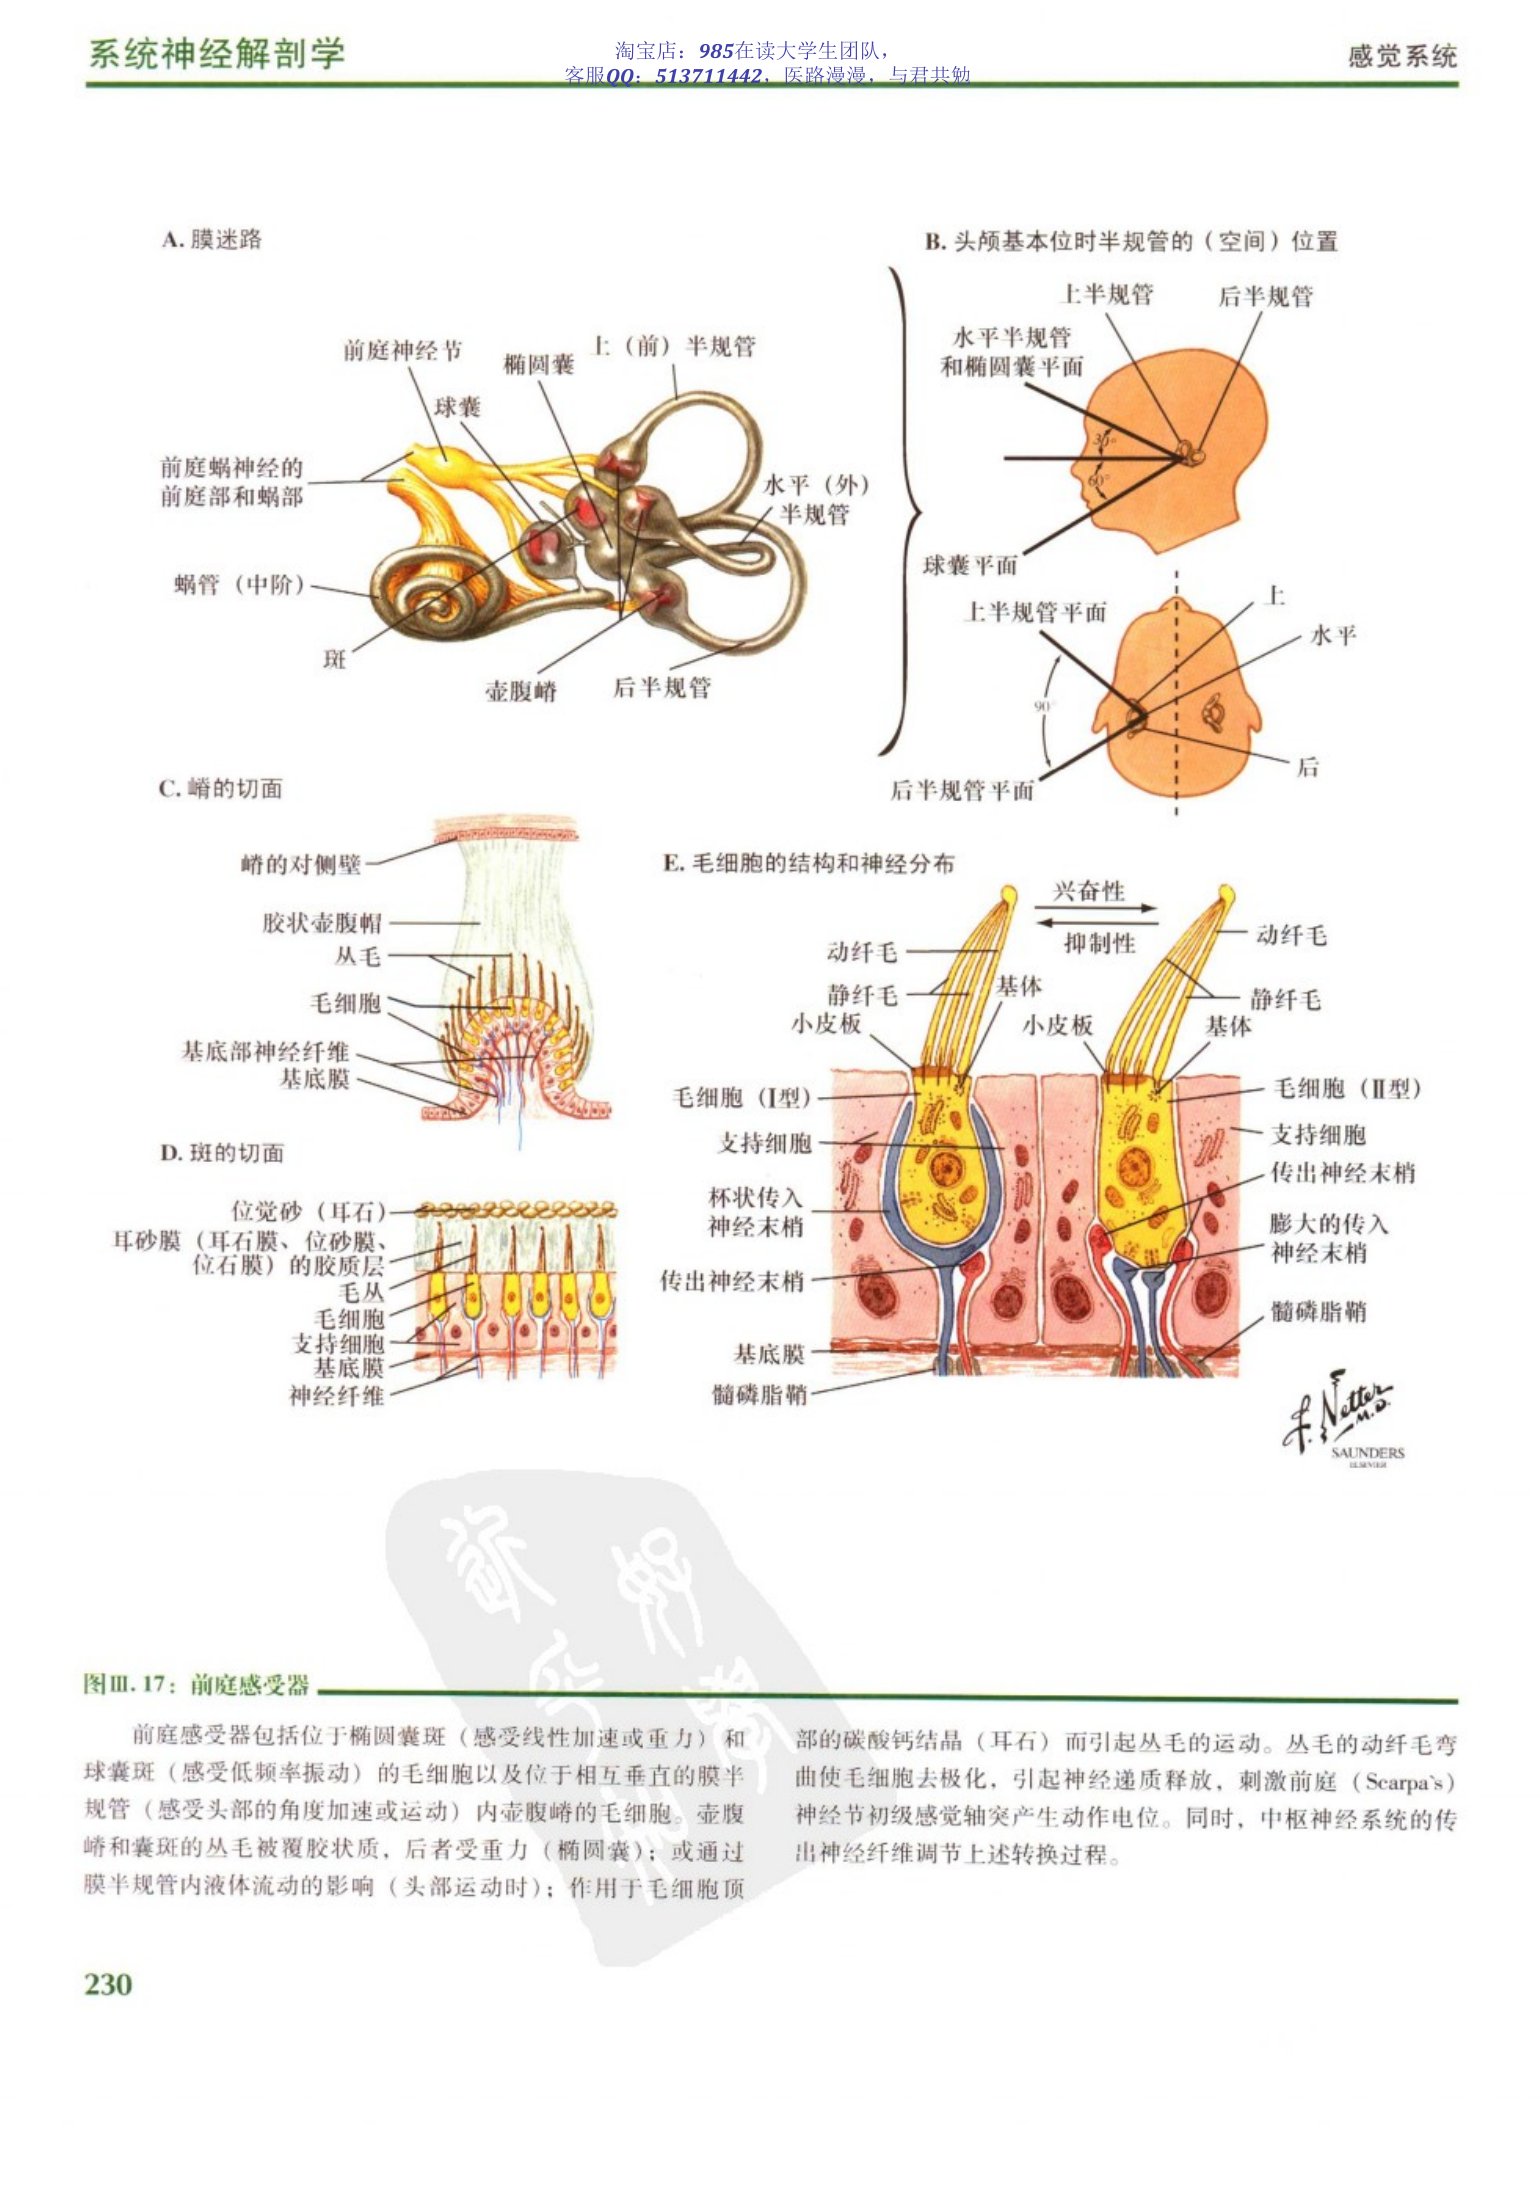 系统神经解剖学
淘宝店：985在读大学生团队，
客服QQ：513711442，医路漫漫，与君共勉
感觉系统
A. 膜迷路
前庭神经节
椭圆囊
上（前）半规管
球囊
前庭蜗神经的
前庭部和蜗部
水平（外）
半规管
蜗管（中阶）
斑
壶腹嵴
后半规管
B. 头颅基本位时半规管的（空间）位置
上半规管
后半规管
水平半规管
和椭圆囊平面
30°
60°
球囊平面
上半规管平面
上
水平
90°
后
后半规管平面
C. 嵴的切面
嵴的对侧壁
胶状壶腹帽
丛毛
毛细胞
基底部神经纤维
基底膜
D. 斑的切面
位觉砂（耳石）
耳砂膜（耳石膜、位砂膜、
位石膜）的胶质层
毛丛
毛细胞
支持细胞
基底膜
神经纤维
E. 毛细胞的结构和神经分布
兴奋性
抑制性
动纤毛
静纤毛
基体
小皮板
毛细胞（Ⅰ型）
支持细胞
杯状传入
神经末梢
传出神经末梢
基底膜
髓磷脂鞘
动纤毛
静纤毛
小皮板
基体
毛细胞（Ⅱ型）
支持细胞
传出神经末梢
膨大的传入
神经末梢
髓磷脂鞘
F. Netter
M.D.
SAUNDERS
ELSEVIER
图Ⅲ. 17：前庭感受器
前庭感受器包括位于椭圆囊斑（感受线性加速或重力）和
球囊斑（感受低频率振动）的毛细胞以及位于相互垂直的膜半
规管（感受头部的角度加速或运动）内壶腹嵴的毛细胞。壶腹
嵴和囊斑的丛毛被覆胶状质，后者受重力（椭圆囊）；或通过
膜半规管内液体流动的影响（头部运动时）；作用于毛细胞顶
部的碳酸钙结晶（耳石）而引起丛毛的运动。丛毛的动纤毛弯
曲使毛细胞去极化，引起神经递质释放，刺激前庭（Scarpa's）
神经节初级感觉轴突产生动作电位。同时，中枢神经系统的传
出神经纤维调节上述转换过程。
230